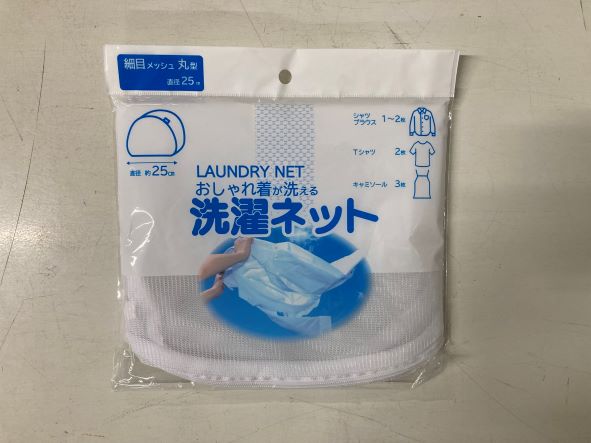 細目メッシュ 丸型
直径25cm
直径 約25cm
LAUNDRY NET
おしゃれ着が洗える
洗濯ネット
シャツ
ブラウス 1～2枚
Tシャツ 2枚
キャミソール 3枚